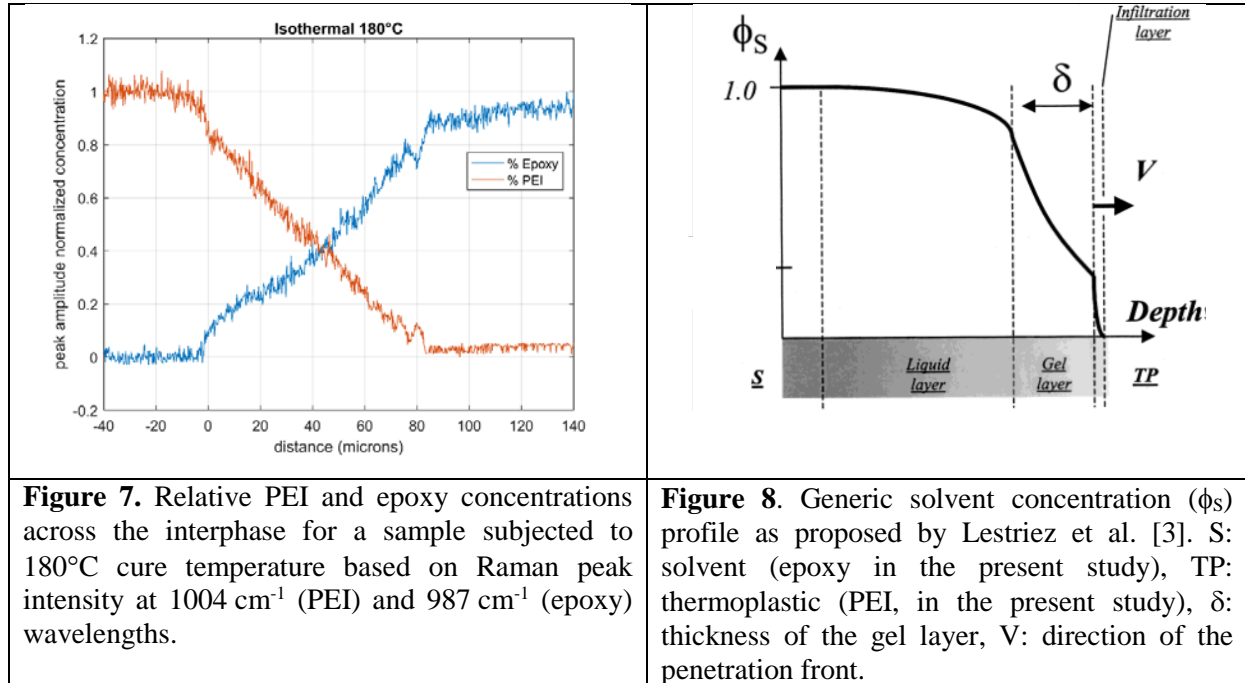 Isothermal 180°C
1.2
1
0.8
0.6
0.4
0.2
0
-0.2
peak amplitude normalized concentration
% Epoxy
% PEI
-40
-20
0
20
40
60
80
100
120
140
distance (microns)
Infiltration
layer
ϕS
δ
1.0
V
Depth
S
Liquid
layer
Gel
layer
TP
Figure 7. Relative PEI and epoxy concentrations
across the interphase for a sample subjected to
180°C cure temperature based on Raman peak
intensity at 1004 cm-1 (PEI) and 987 cm-1 (epoxy)
wavelengths.
Figure 8. Generic solvent concentration (ϕS)
profile as proposed by Lestriez et al. [3]. S:
solvent (epoxy in the present study), TP:
thermoplastic (PEI, in the present study), δ:
thickness of the gel layer, V: direction of the
penetration front.